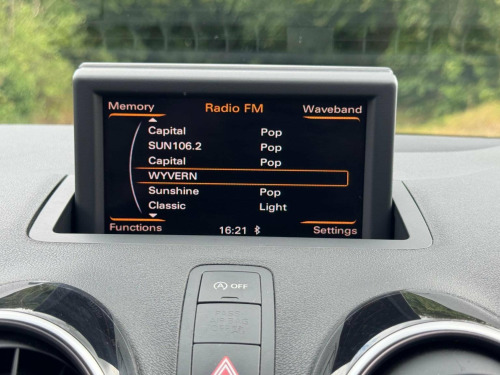 Memory Radio FM Waveband
Capital Pop
SUN106.2 Pop
Capital Pop
WYVERN
Sunshine Pop
Classic Light
Functions 16:21 Settings
OFF